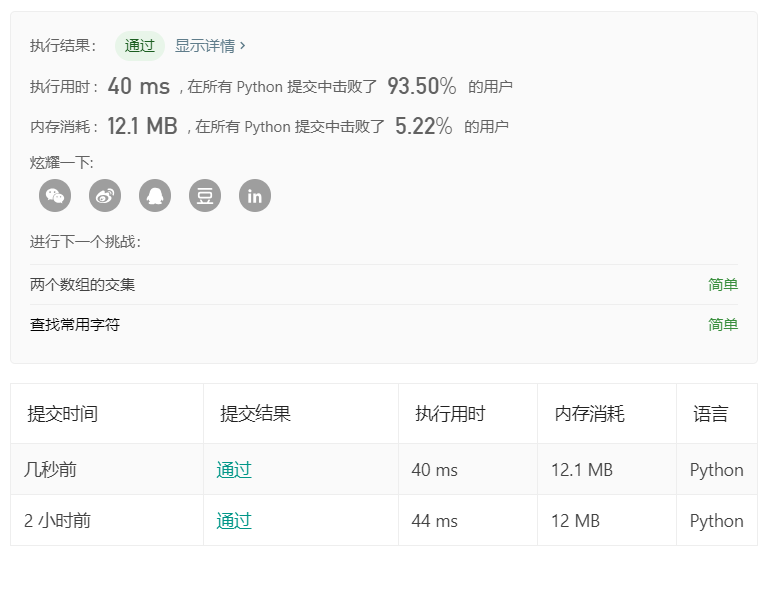 执行结果： 通过 显示详情 ›
执行用时 : 40 ms , 在所有 Python 提交中击败了 93.50% 的用户
内存消耗 : 12.1 MB , 在所有 Python 提交中击败了 5.22% 的用户
炫耀一下:
豆 in
进行下一个挑战：
两个数组的交集 简单
查找常用字符 简单
提交时间 提交结果 执行用时 内存消耗 语言
几秒前 通过 40 ms 12.1 MB Python
2 小时前 通过 44 ms 12 MB Python